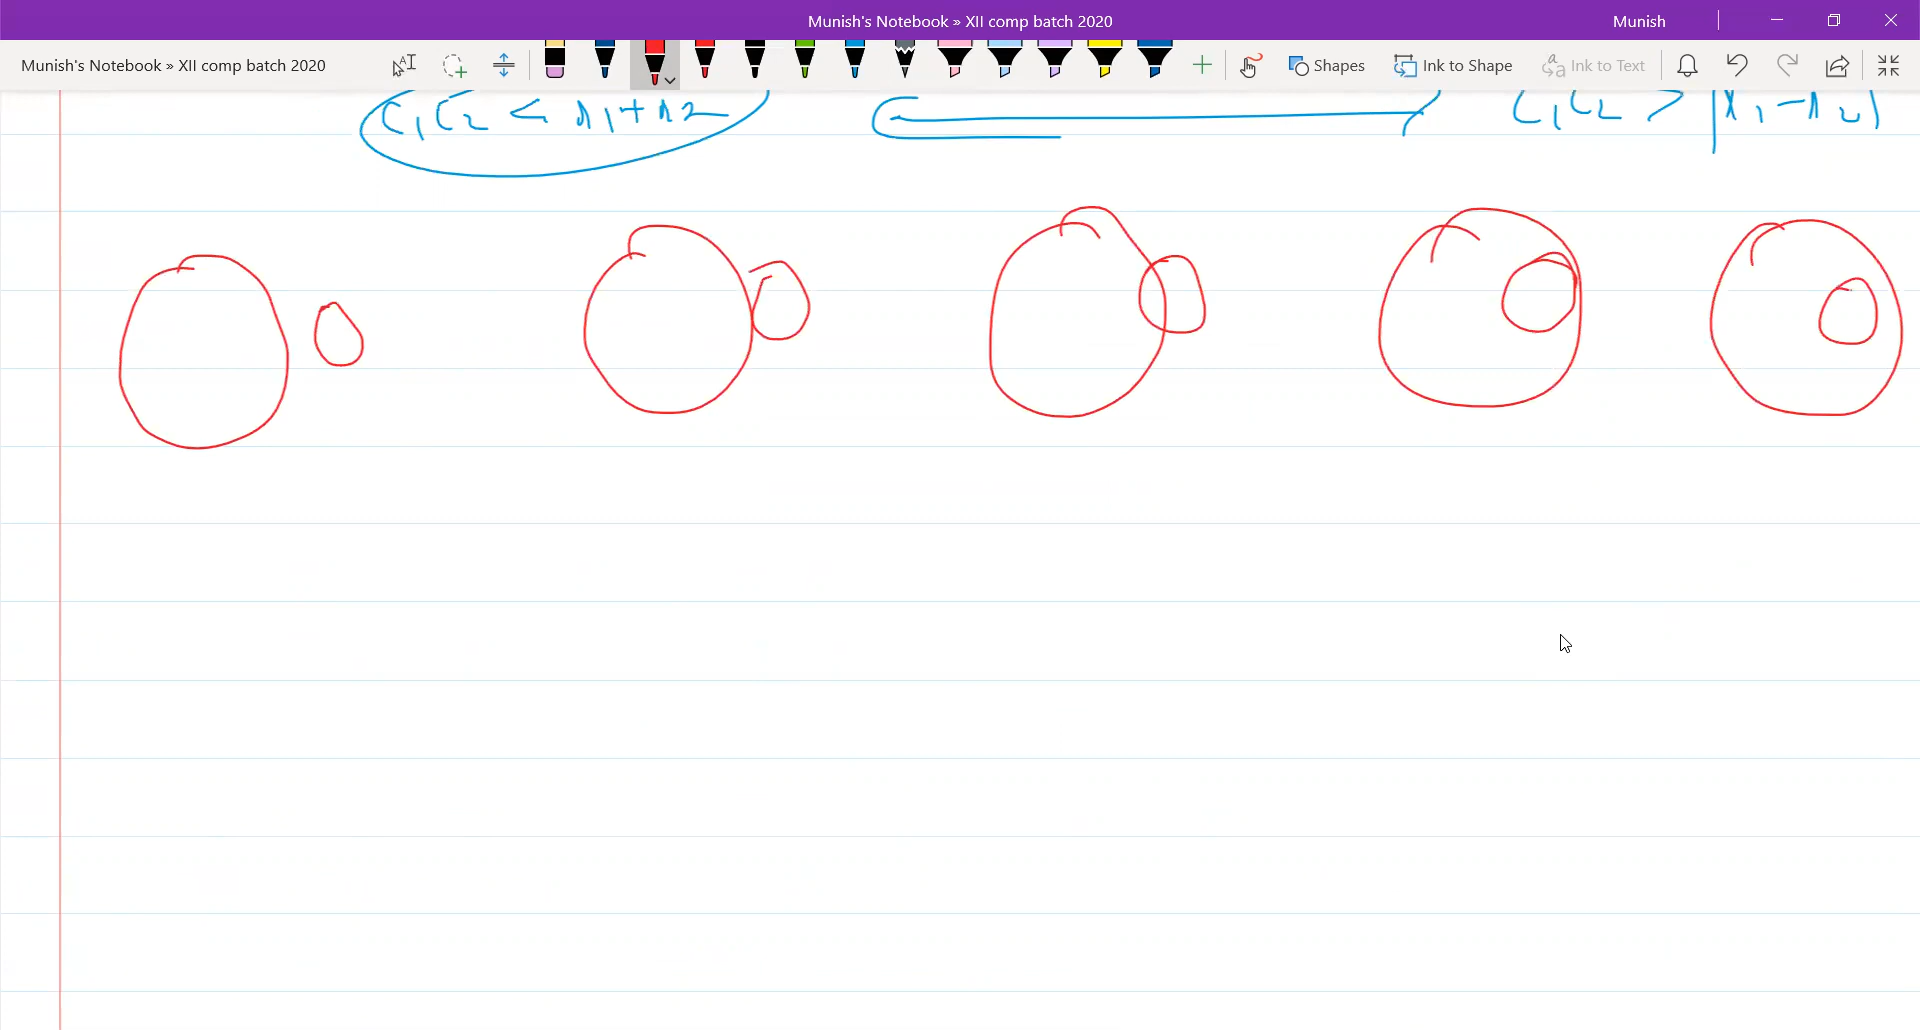 Munish's Notebook » XII comp batch 2020 Munish
Munish's Notebook » XII comp batch 2020 Shapes Ink to Shape Ink to Text
C₁C₂ < r₁+r₂ C₁C₂ > |r₁-r₂|